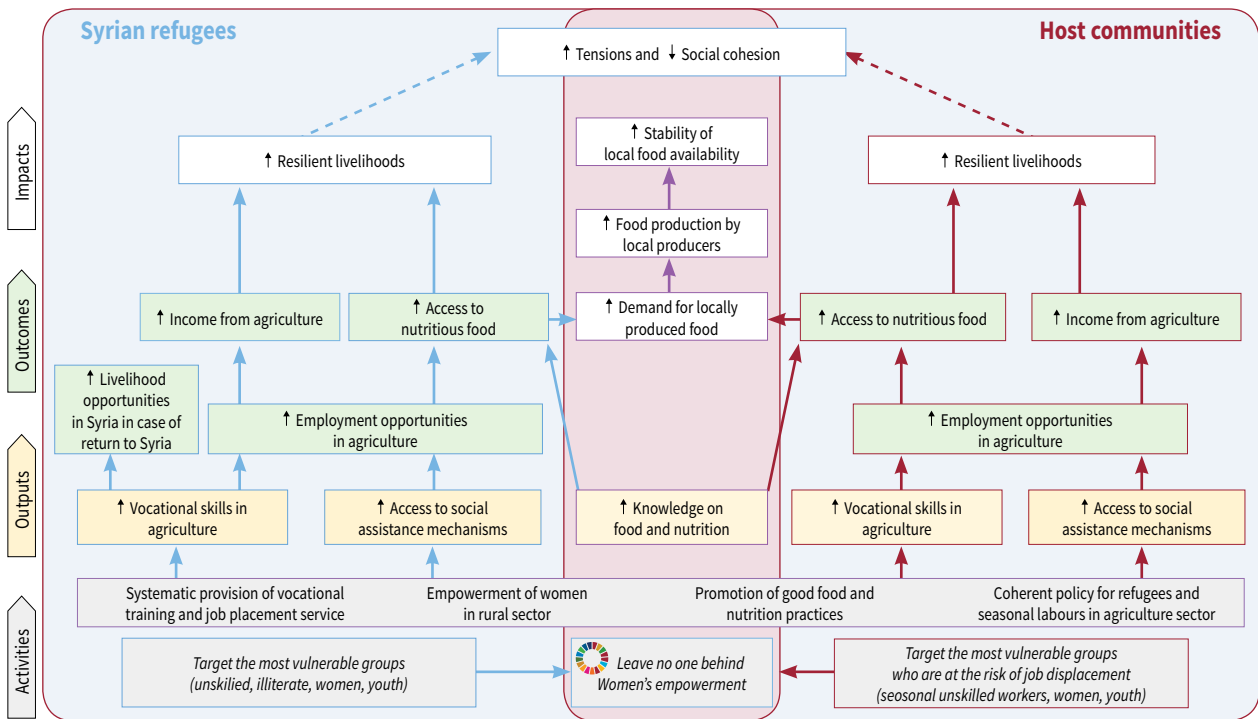 Syrian refugees
Host communities
↑ Tensions and ↓ Social cohesion
Impacts
↑ Resilient livelihoods
↑ Stability of
local food availability
↑ Resilient livelihoods
↑ Food production by
local producers
Outcomes
↑ Income from agriculture
↑ Access to
nutritious food
↑ Demand for locally
produced food
↑ Access to nutritious food
↑ Income from agriculture
↑ Livelihood
opportunities
in Syria in case of
return to Syria
↑ Employment opportunities
in agriculture
↑ Employment opportunities
in agriculture
Outputs
↑ Vocational skills in
agriculture
↑ Access to social
assistance mechanisms
↑ Knowledge on
food and nutrition
↑ Vocational skills in
agriculture
↑ Access to social
assistance mechanisms
Activities
Systematic provision of vocational
training and job placement service
Empowerment of women
in rural sector
Promotion of good food and
nutrition practices
Coherent policy for refugees and
seasonal labours in agriculture sector
Target the most vulnerable groups
(unskilied, illiterate, women, youth)
Leave no one behind
Women's empowerment
Target the most vulnerable groups
who are at the risk of job displacement
(seosonal unskilled workers, women, youth)